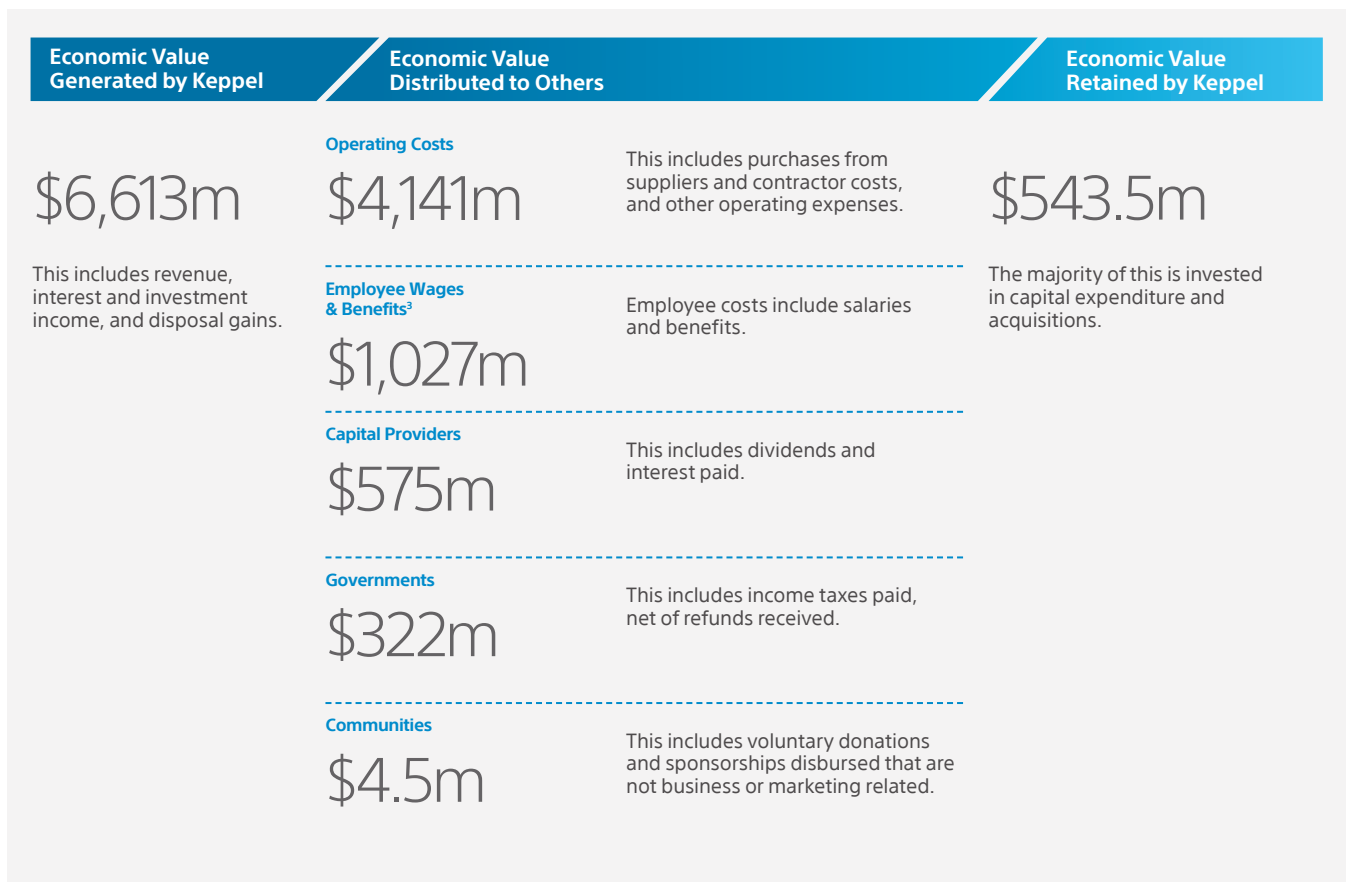 Economic Value
Generated by Keppel
Economic Value
Distributed to Others
Economic Value
Retained by Keppel
$6,613m
This includes revenue,
interest and investment
income, and disposal gains.
Operating Costs
$4,141m
This includes purchases from
suppliers and contractor costs,
and other operating expenses.
Employee Wages
& Benefits³
$1,027m
Employee costs include salaries
and benefits.
Capital Providers
$575m
This includes dividends and
interest paid.
Governments
$322m
This includes income taxes paid,
net of refunds received.
Communities
$4.5m
This includes voluntary donations
and sponsorships disbursed that are
not business or marketing related.
$543.5m
The majority of this is invested
in capital expenditure and
acquisitions.